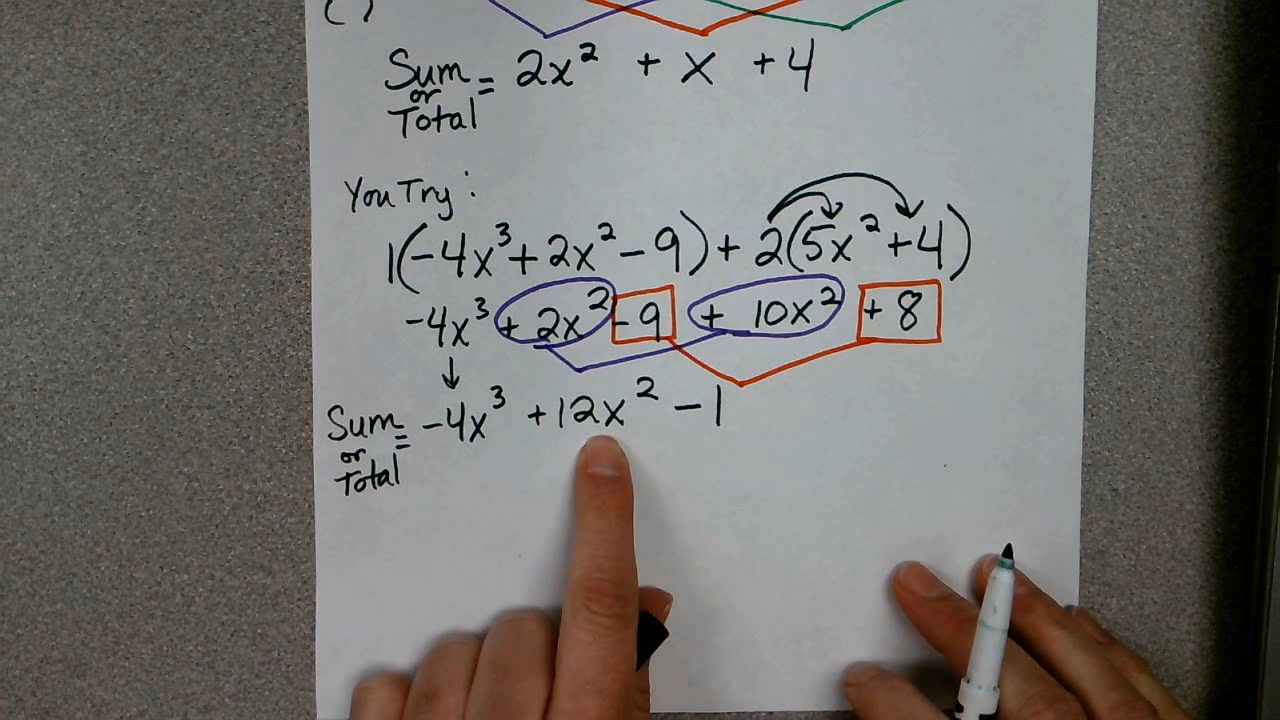 Sum or Total = 2x² + x + 4
You Try:
1(-4x³ + 2x² - 9) + 2(5x² + 4)
-4x³ + 2x² - 9 + 10x² + 8
Sum or Total = -4x³ + 12x² - 1